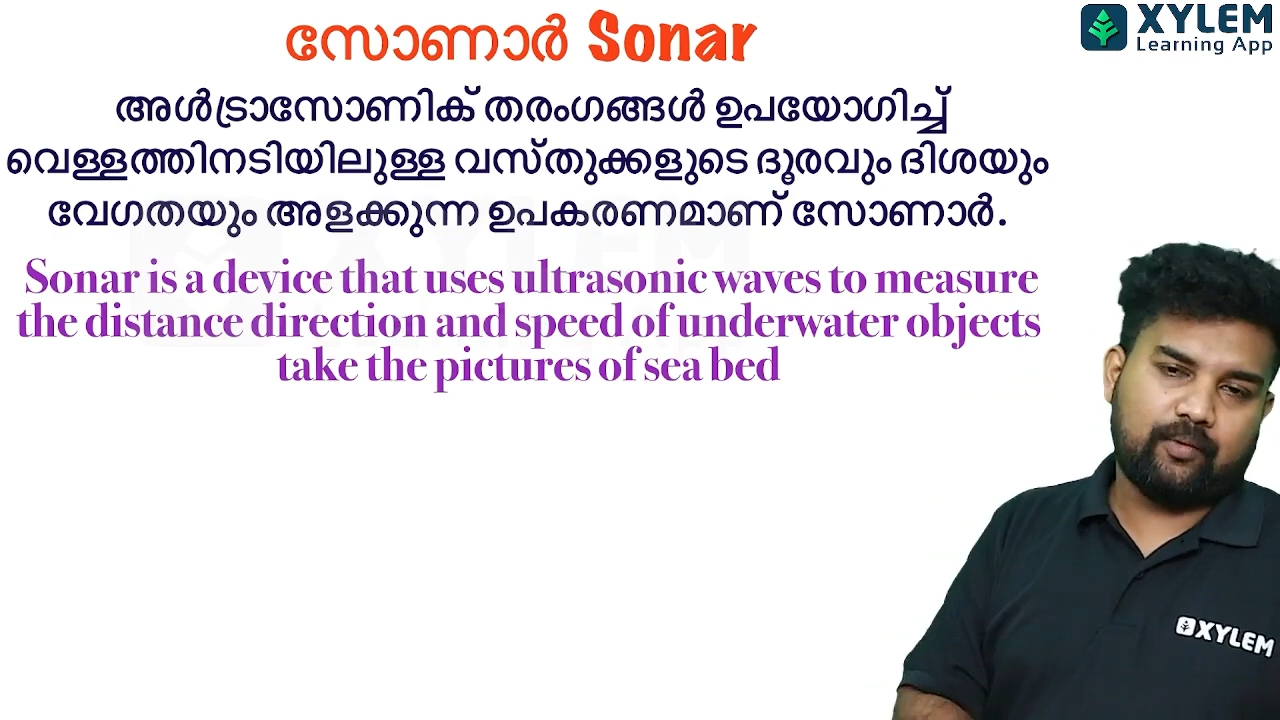 സോണാർ Sonar
XYLEM
Learning App
അൾട്രാസോണിക് തരംഗങ്ങൾ ഉപയോഗിച്ച്
വെള്ളത്തിനടിയിലുള്ള വസ്തുക്കളുടെ ദൂരവും ദിശയും
വേഗതയും അളക്കുന്ന ഉപകരണമാണ് സോണാർ.
Sonar is a device that uses ultrasonic waves to measure
the distance direction and speed of underwater objects
take the pictures of sea bed
XYLEM